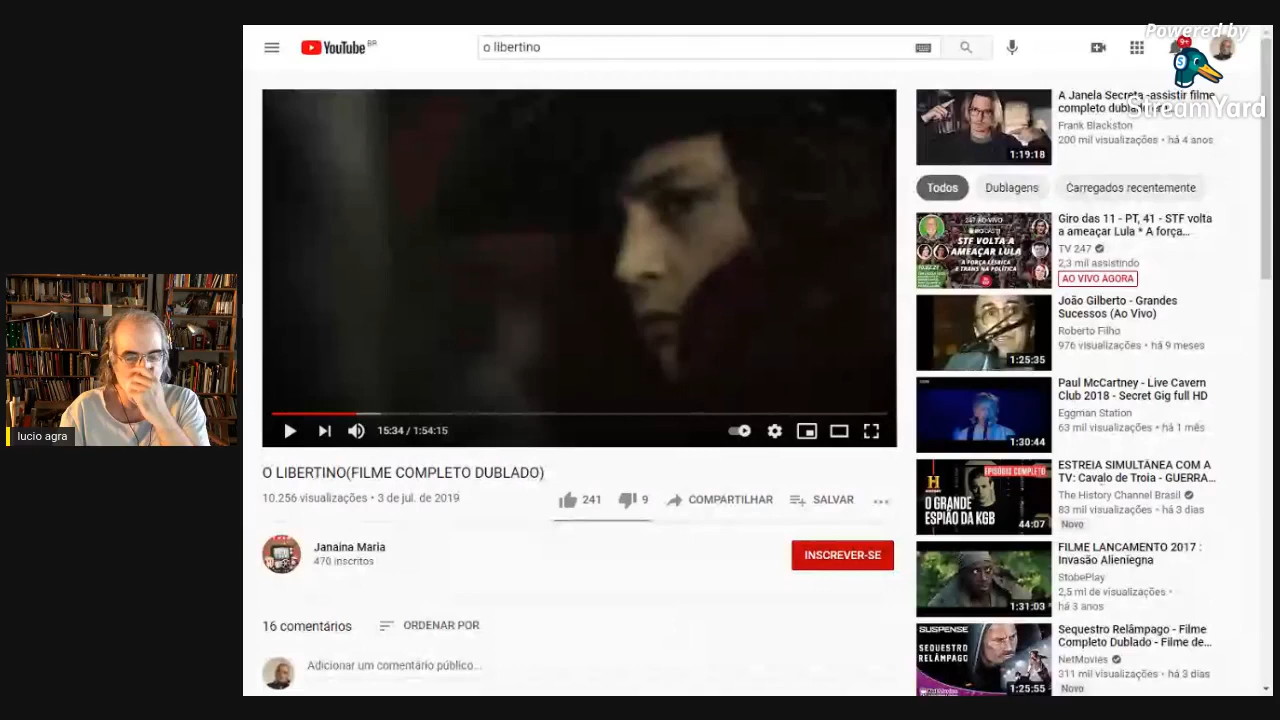 Powered by
StreamYard
YouTube BR
o libertino
9+
15:34 / 1:54:15
O LIBERTINO(FILME COMPLETO DUBLADO)
10.256 visualizações • 3 de jul. de 2019
241
9
COMPARTILHAR
SALVAR
Janaina Maria
470 inscritos
INSCREVER-SE
16 comentários
ORDENAR POR
Adicionar um comentário público...
lucio agra
A Janela Secreta -assistir filme
completo
Frank Blackston
200 mil visualizações • há 4 anos
1:19:18
Todos
Dublagens
Carregados recentemente
STF VOLTA A
AMEAÇAR LULA
Giro das 11 - PT, 41 - STF volta
a ameaçar Lula * A força...
TV 247
2,3 mil assistindo
AO VIVO AGORA
João Gilberto - Grandes
Sucessos (Ao Vivo)
Roberto Filho
976 visualizações • há 9 meses
1:25:35
Paul McCartney - Live Cavern
Club 2018 - Secret Gig full HD
Eggman Station
63 mil visualizações • há 1 mês
1:30:44
EPISÓDIO COMPLETO
H
O GRANDE
ESPIÃO DA KGB
44:07
ESTREIA SIMULTÂNEA COM A
TV: Cavalo de Troia - GUERRA...
The History Channel Brasil
83 mil visualizações • há 3 dias
Novo
FILME LANCAMENTO 2017 :
Invasão Alieniegna
StobePlay
2,5 mi de visualizações •
há 3 anos
1:31:03
SUSPENSE
SEQUESTRO
RELÂMPAGO
1:25:55
Sequestro Relâmpago - Filme
Completo Dublado - Filme de...
NetMovies
311 mil visualizações • há 3 dias
Novo